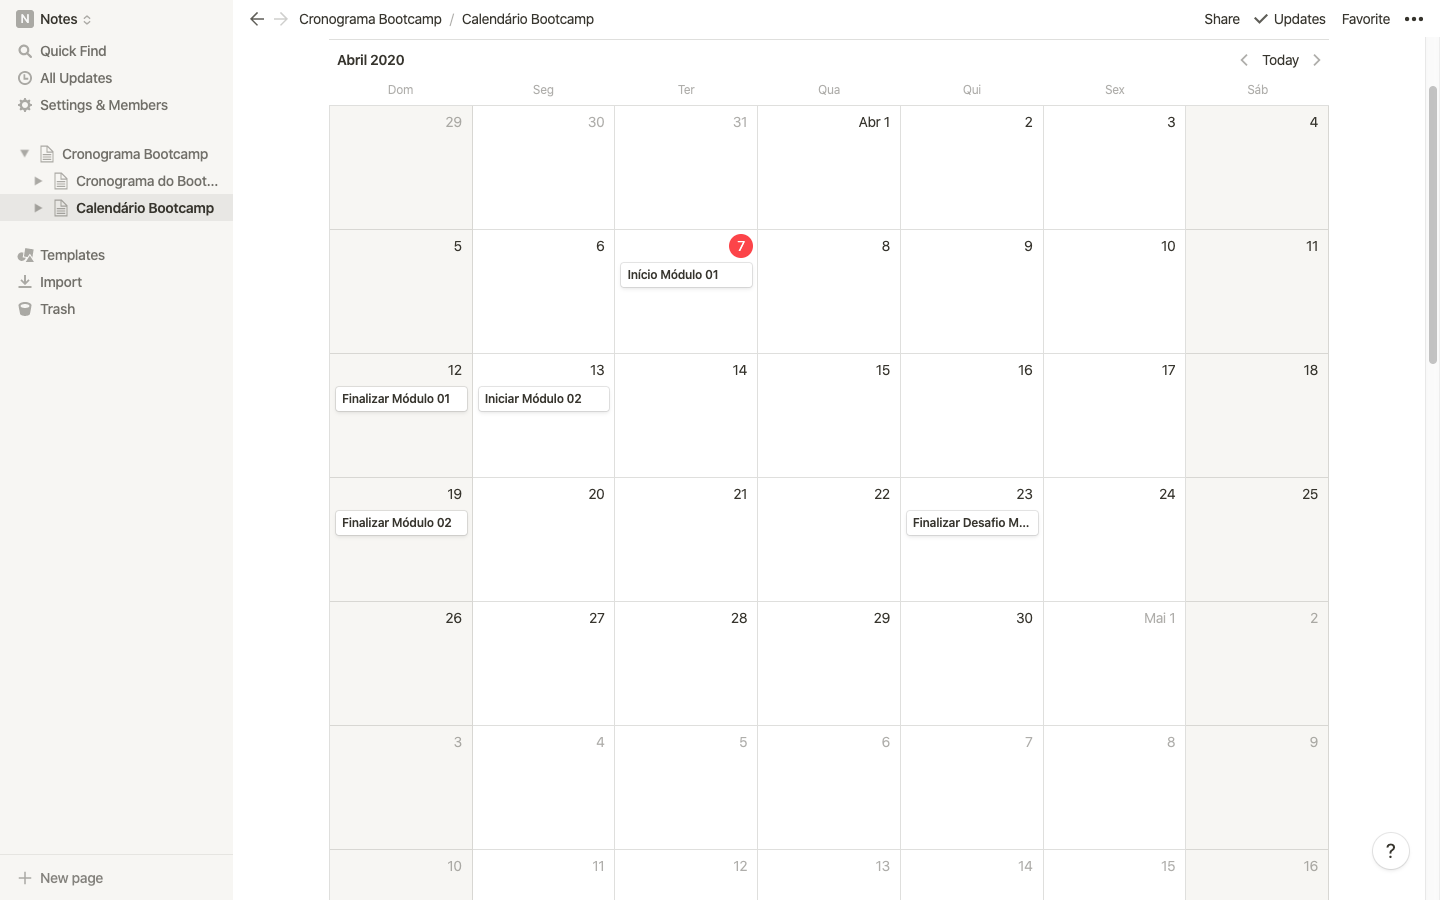 N Notes
Quick Find
All Updates
Settings & Members
Cronograma Bootcamp
Cronograma do Boot...
Calendário Bootcamp
Templates
Import
Trash
New page
Cronograma Bootcamp / Calendário Bootcamp
Share Updates Favorite
Abril 2020
Today
Dom Seg Ter Qua Qui Sex Sáb
29 30 31 Abr 1 2 3 4
5 6 7 8 9 10 11
Início Módulo 01
12 13 14 15 16 17 18
Finalizar Módulo 01 Iniciar Módulo 02
19 20 21 22 23 24 25
Finalizar Módulo 02 Finalizar Desafio M...
26 27 28 29 30 Mai 1 2
3 4 5 6 7 8 9
10 11 12 13 14 15 16
?